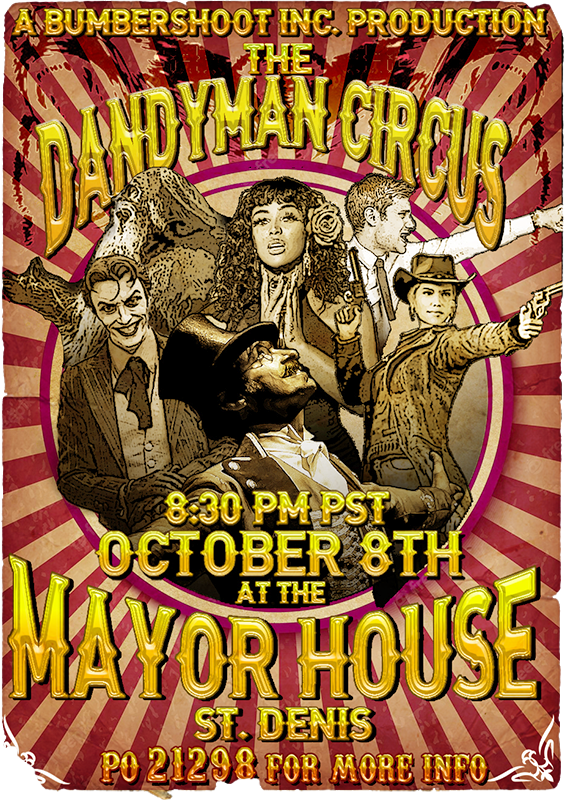 A BUMBERSHOOT INC. PRODUCTION
THE
DANDYMAN CIRCUS
8:30 PM PST
OCTOBER 8TH
AT THE
MAYOR HOUSE
ST. DENIS
PO 21298 FOR MORE INFO